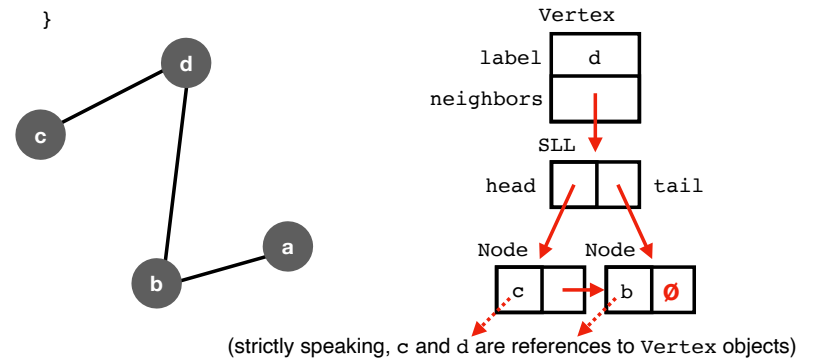 }
d
c
a
b
Vertex
label d
neighbors
SLL
head tail
Node Node
c b Ø
(strictly speaking, c and d are references to Vertex objects)